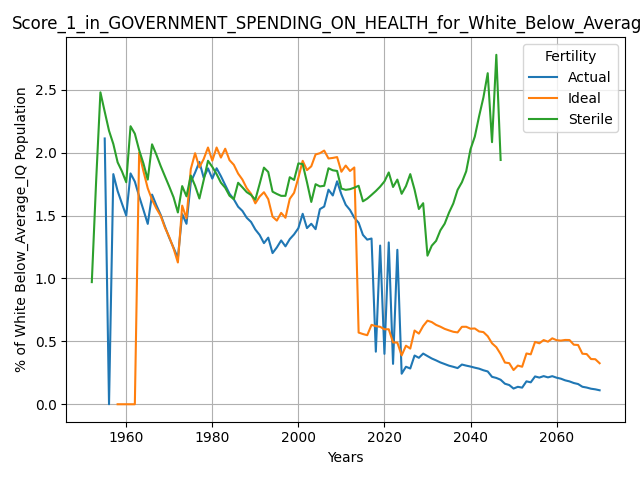 Score_1_in_GOVERNMENT_SPENDING_ON_HEALTH_for_White_Below_Averag
% of White Below_Average_IQ Population
Fertility
Actual
Ideal
Sterile
2.5
2.0
1.5
1.0
0.5
0.0
1960 1980 2000 2020 2040 2060
Years